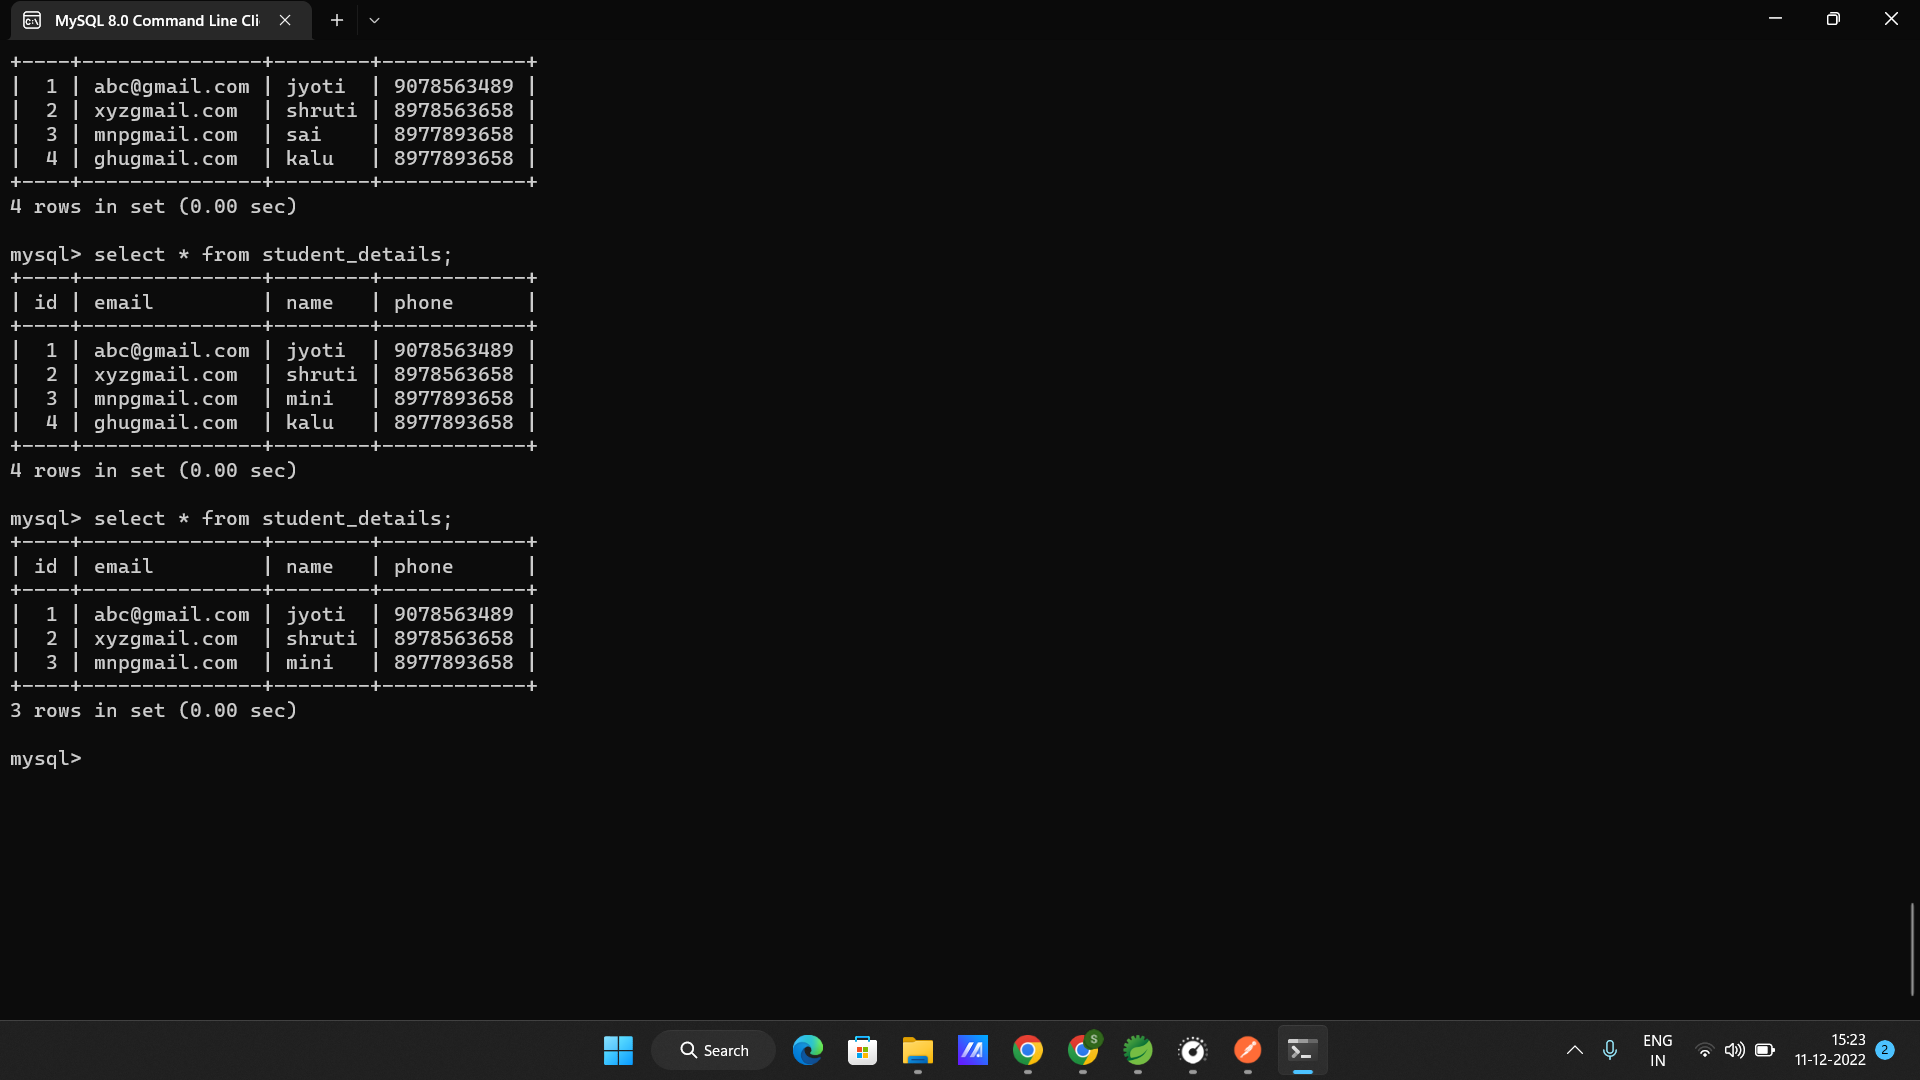 MySQL 8.0 Command Line Cli
+----+---------------+--------+------------+
|  1 | abc@gmail.com | jyoti  | 9078563489 |
|  2 | xyzgmail.com  | shruti | 8978563658 |
|  3 | mnpgmail.com  | sai    | 8977893658 |
|  4 | ghugmail.com  | kalu   | 8977893658 |
+----+---------------+--------+------------+
4 rows in set (0.00 sec)
mysql> select * from student_details;
+----+---------------+--------+------------+
| id | email         | name   | phone      |
+----+---------------+--------+------------+
|  1 | abc@gmail.com | jyoti  | 9078563489 |
|  2 | xyzgmail.com  | shruti | 8978563658 |
|  3 | mnpgmail.com  | mini   | 8977893658 |
|  4 | ghugmail.com  | kalu   | 8977893658 |
+----+---------------+--------+------------+
4 rows in set (0.00 sec)
mysql> select * from student_details;
+----+---------------+--------+------------+
| id | email         | name   | phone      |
+----+---------------+--------+------------+
|  1 | abc@gmail.com | jyoti  | 9078563489 |
|  2 | xyzgmail.com  | shruti | 8978563658 |
|  3 | mnpgmail.com  | mini   | 8977893658 |
+----+---------------+--------+------------+
3 rows in set (0.00 sec)
mysql>
Search
S
ENG
IN
15:23
11-12-2022
2